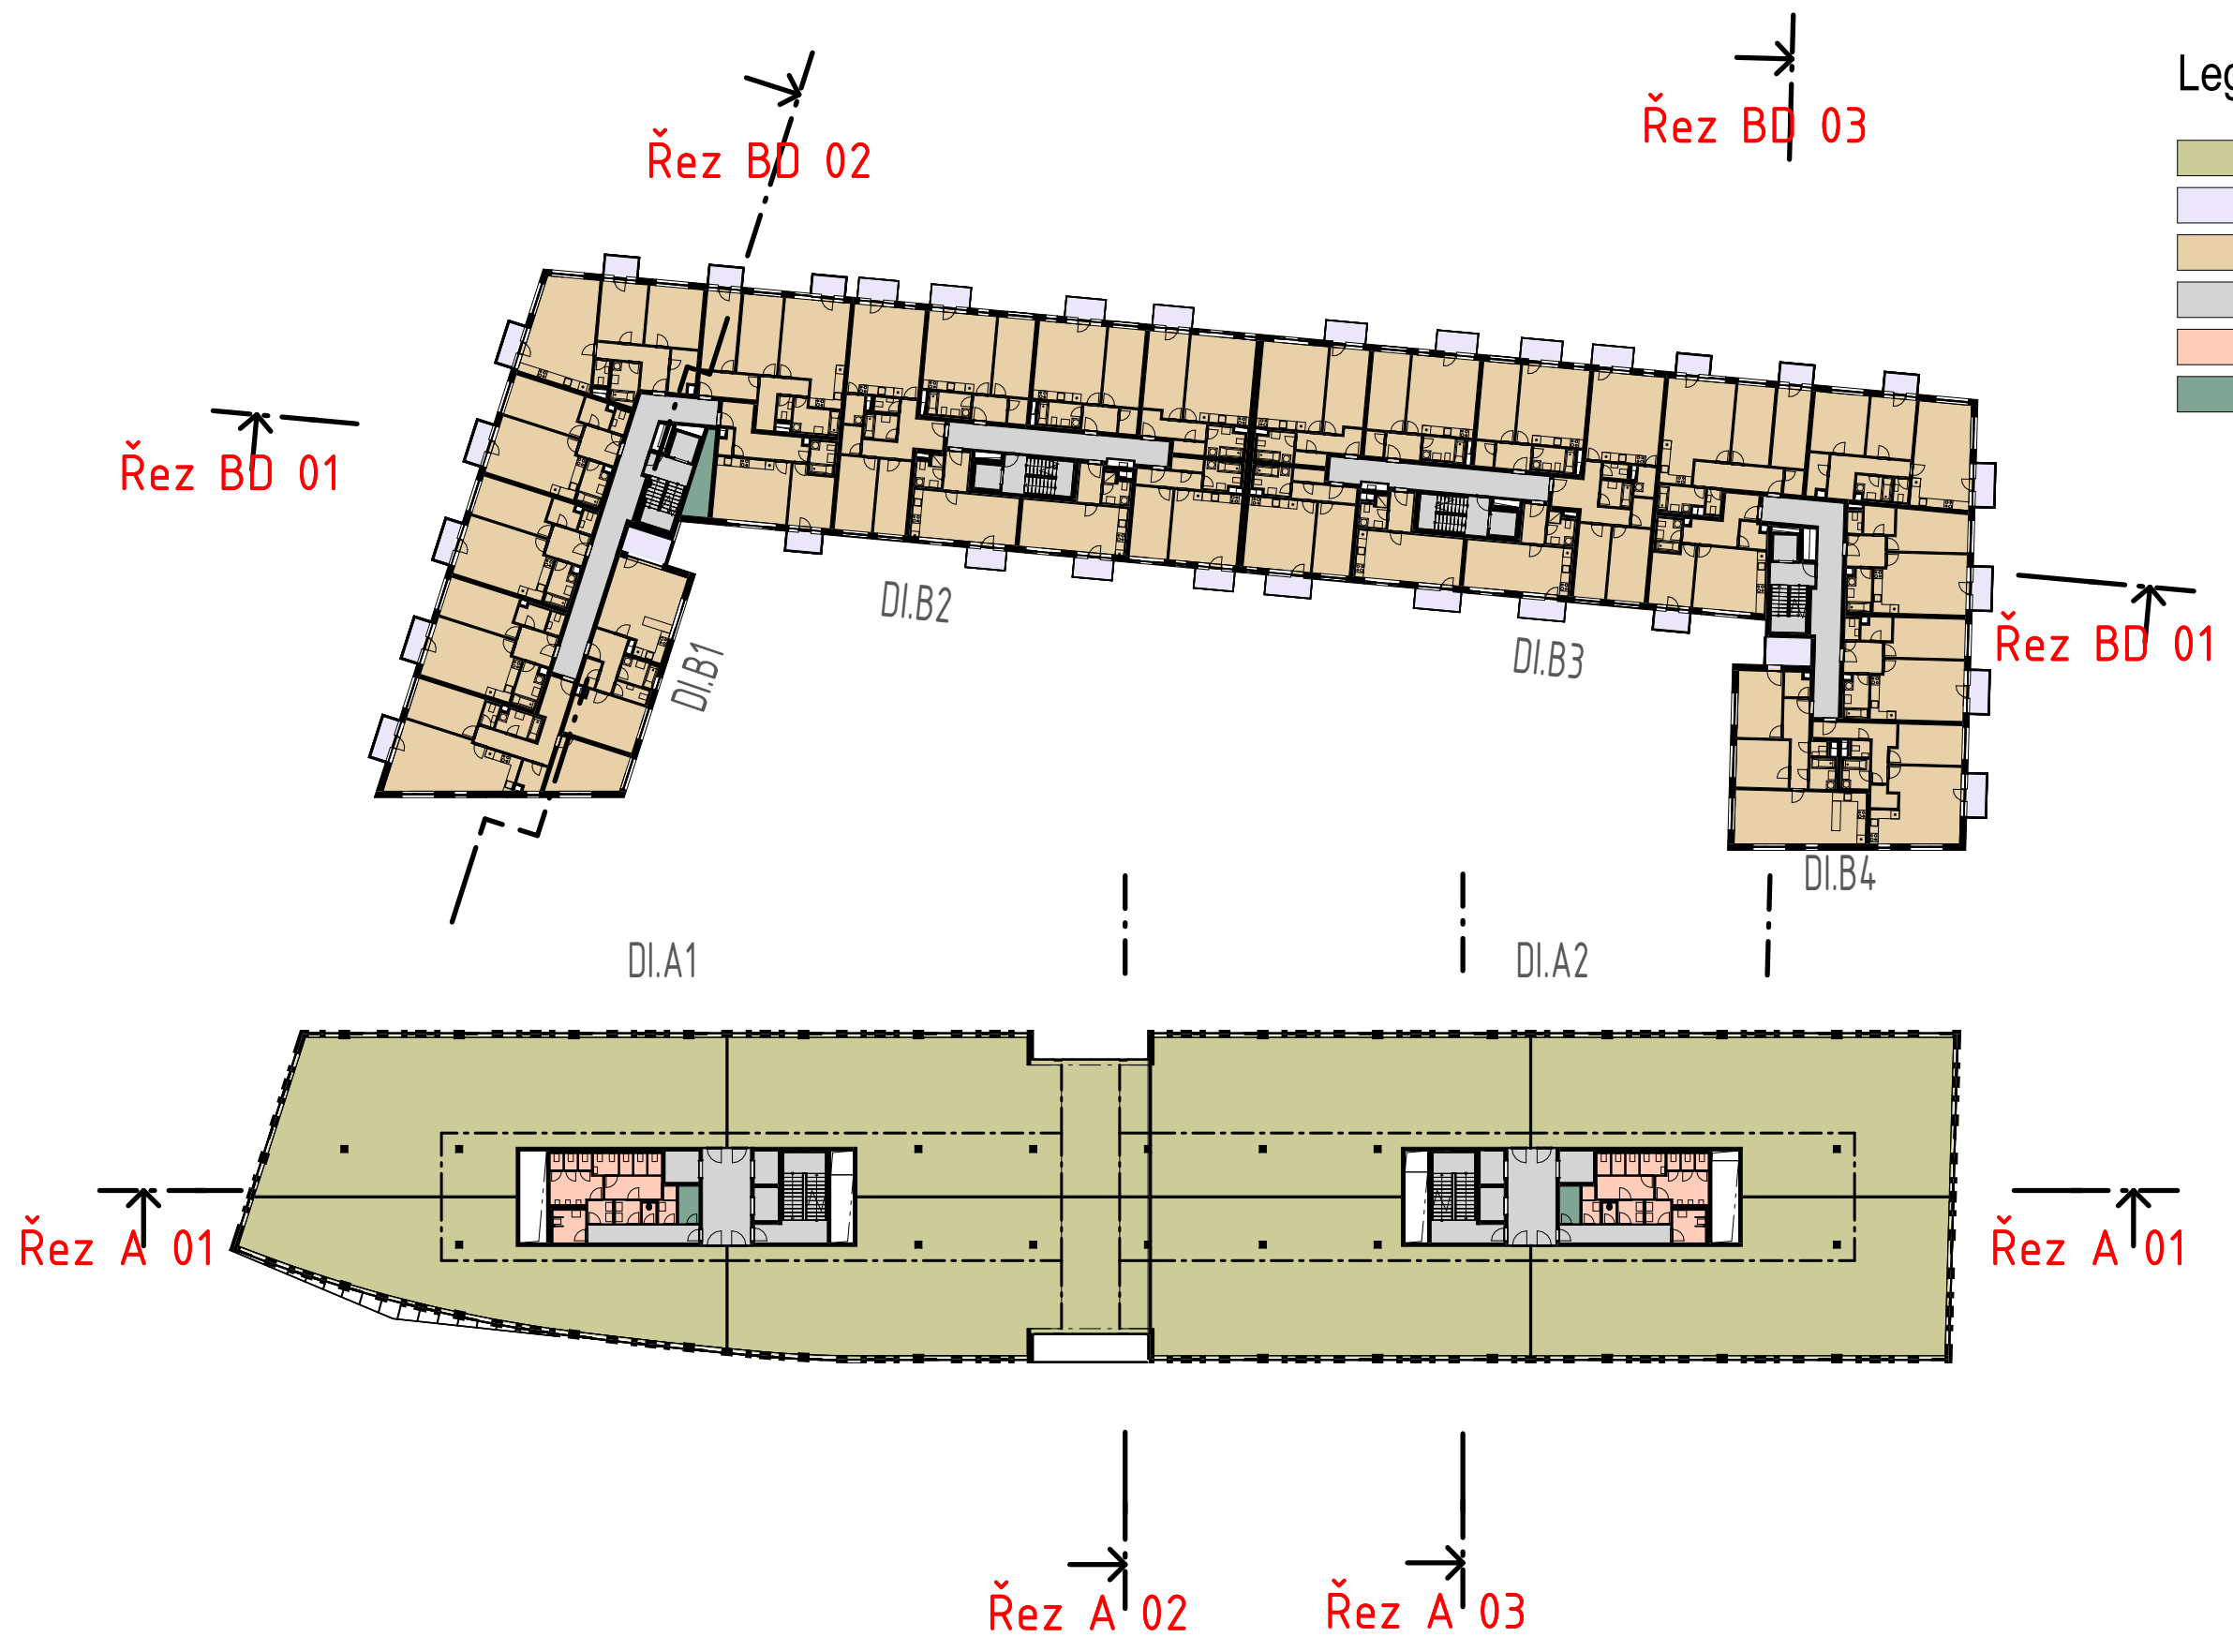 Leg
Řez BD 03
Řez BD 02
Řez BD 01
DI.B2
Řez BD 01
DI.B3
DI.B1
DI.B4
DI.A1
DI.A2
Řez A 01
Řez A 01
Řez A 02
Řez A 03